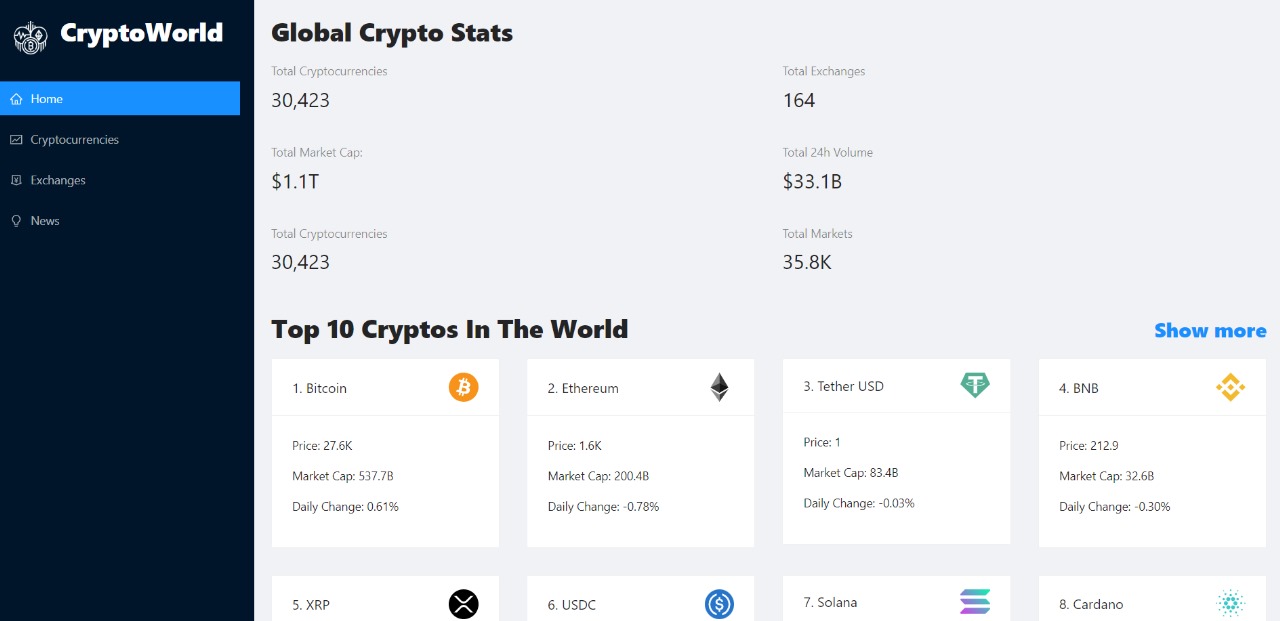 CryptoWorld
Home
Cryptocurrencies
Exchanges
News
Global Crypto Stats
Total Cryptocurrencies
30,423
Total Exchanges
164
Total Market Cap:
$1.1T
Total 24h Volume
$33.1B
Total Cryptocurrencies
30,423
Total Markets
35.8K
Top 10 Cryptos In The World
Show more
1. Bitcoin
Price: 27.6K
Market Cap: 537.7B
Daily Change: 0.61%
2. Ethereum
Price: 1.6K
Market Cap: 200.4B
Daily Change: -0.78%
3. Tether USD
Price: 1
Market Cap: 83.4B
Daily Change: -0.03%
4. BNB
Price: 212.9
Market Cap: 32.6B
Daily Change: -0.30%
5. XRP
6. USDC
7. Solana
8. Cardano